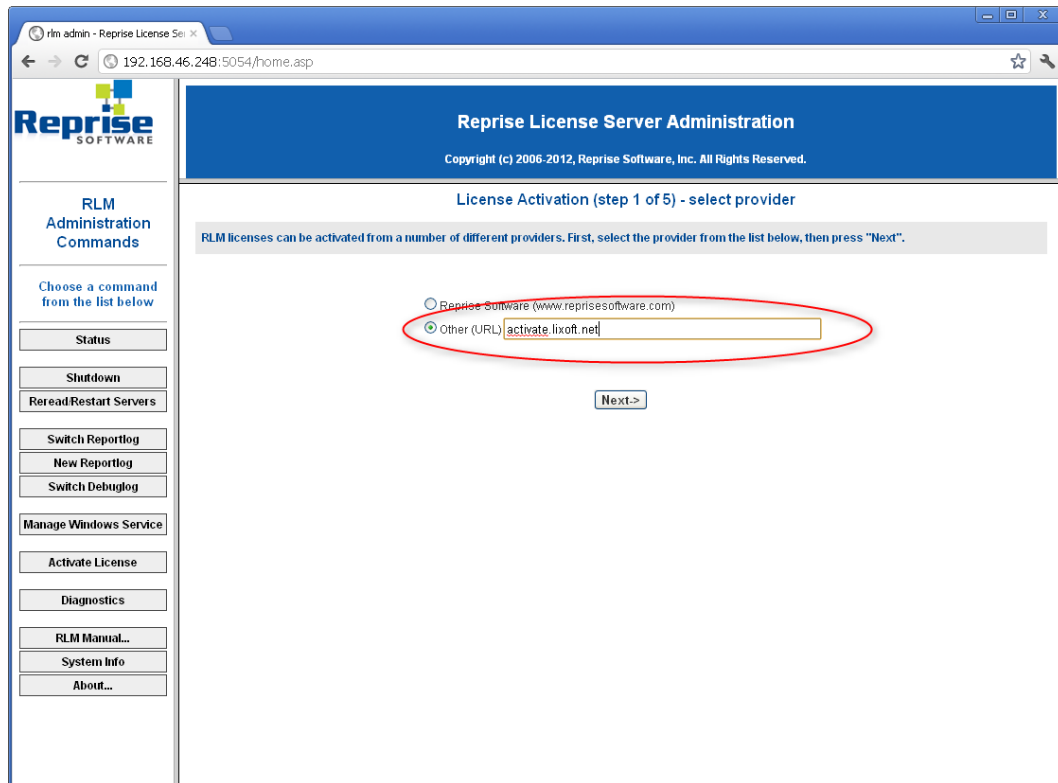 rlm admin - Reprise License Ser
192.168.46.248:5054/home.asp
Reprise
SOFTWARE
RLM
Administration
Commands
Choose a command
from the list below
Status
Shutdown
Reread/Restart Servers
Switch Reportlog
New Reportlog
Switch Debuglog
Manage Windows Service
Activate License
Diagnostics
RLM Manual...
System Info
About...
Reprise License Server Administration
Copyright (c) 2006-2012, Reprise Software, Inc. All Rights Reserved.
License Activation (step 1 of 5) - select provider
RLM licenses can be activated from a number of different providers. First, select the provider from the list below, then press "Next".
Reprise Software (www.reprisesoftware.com)
Other (URL) activate.lixoft.net
Next->